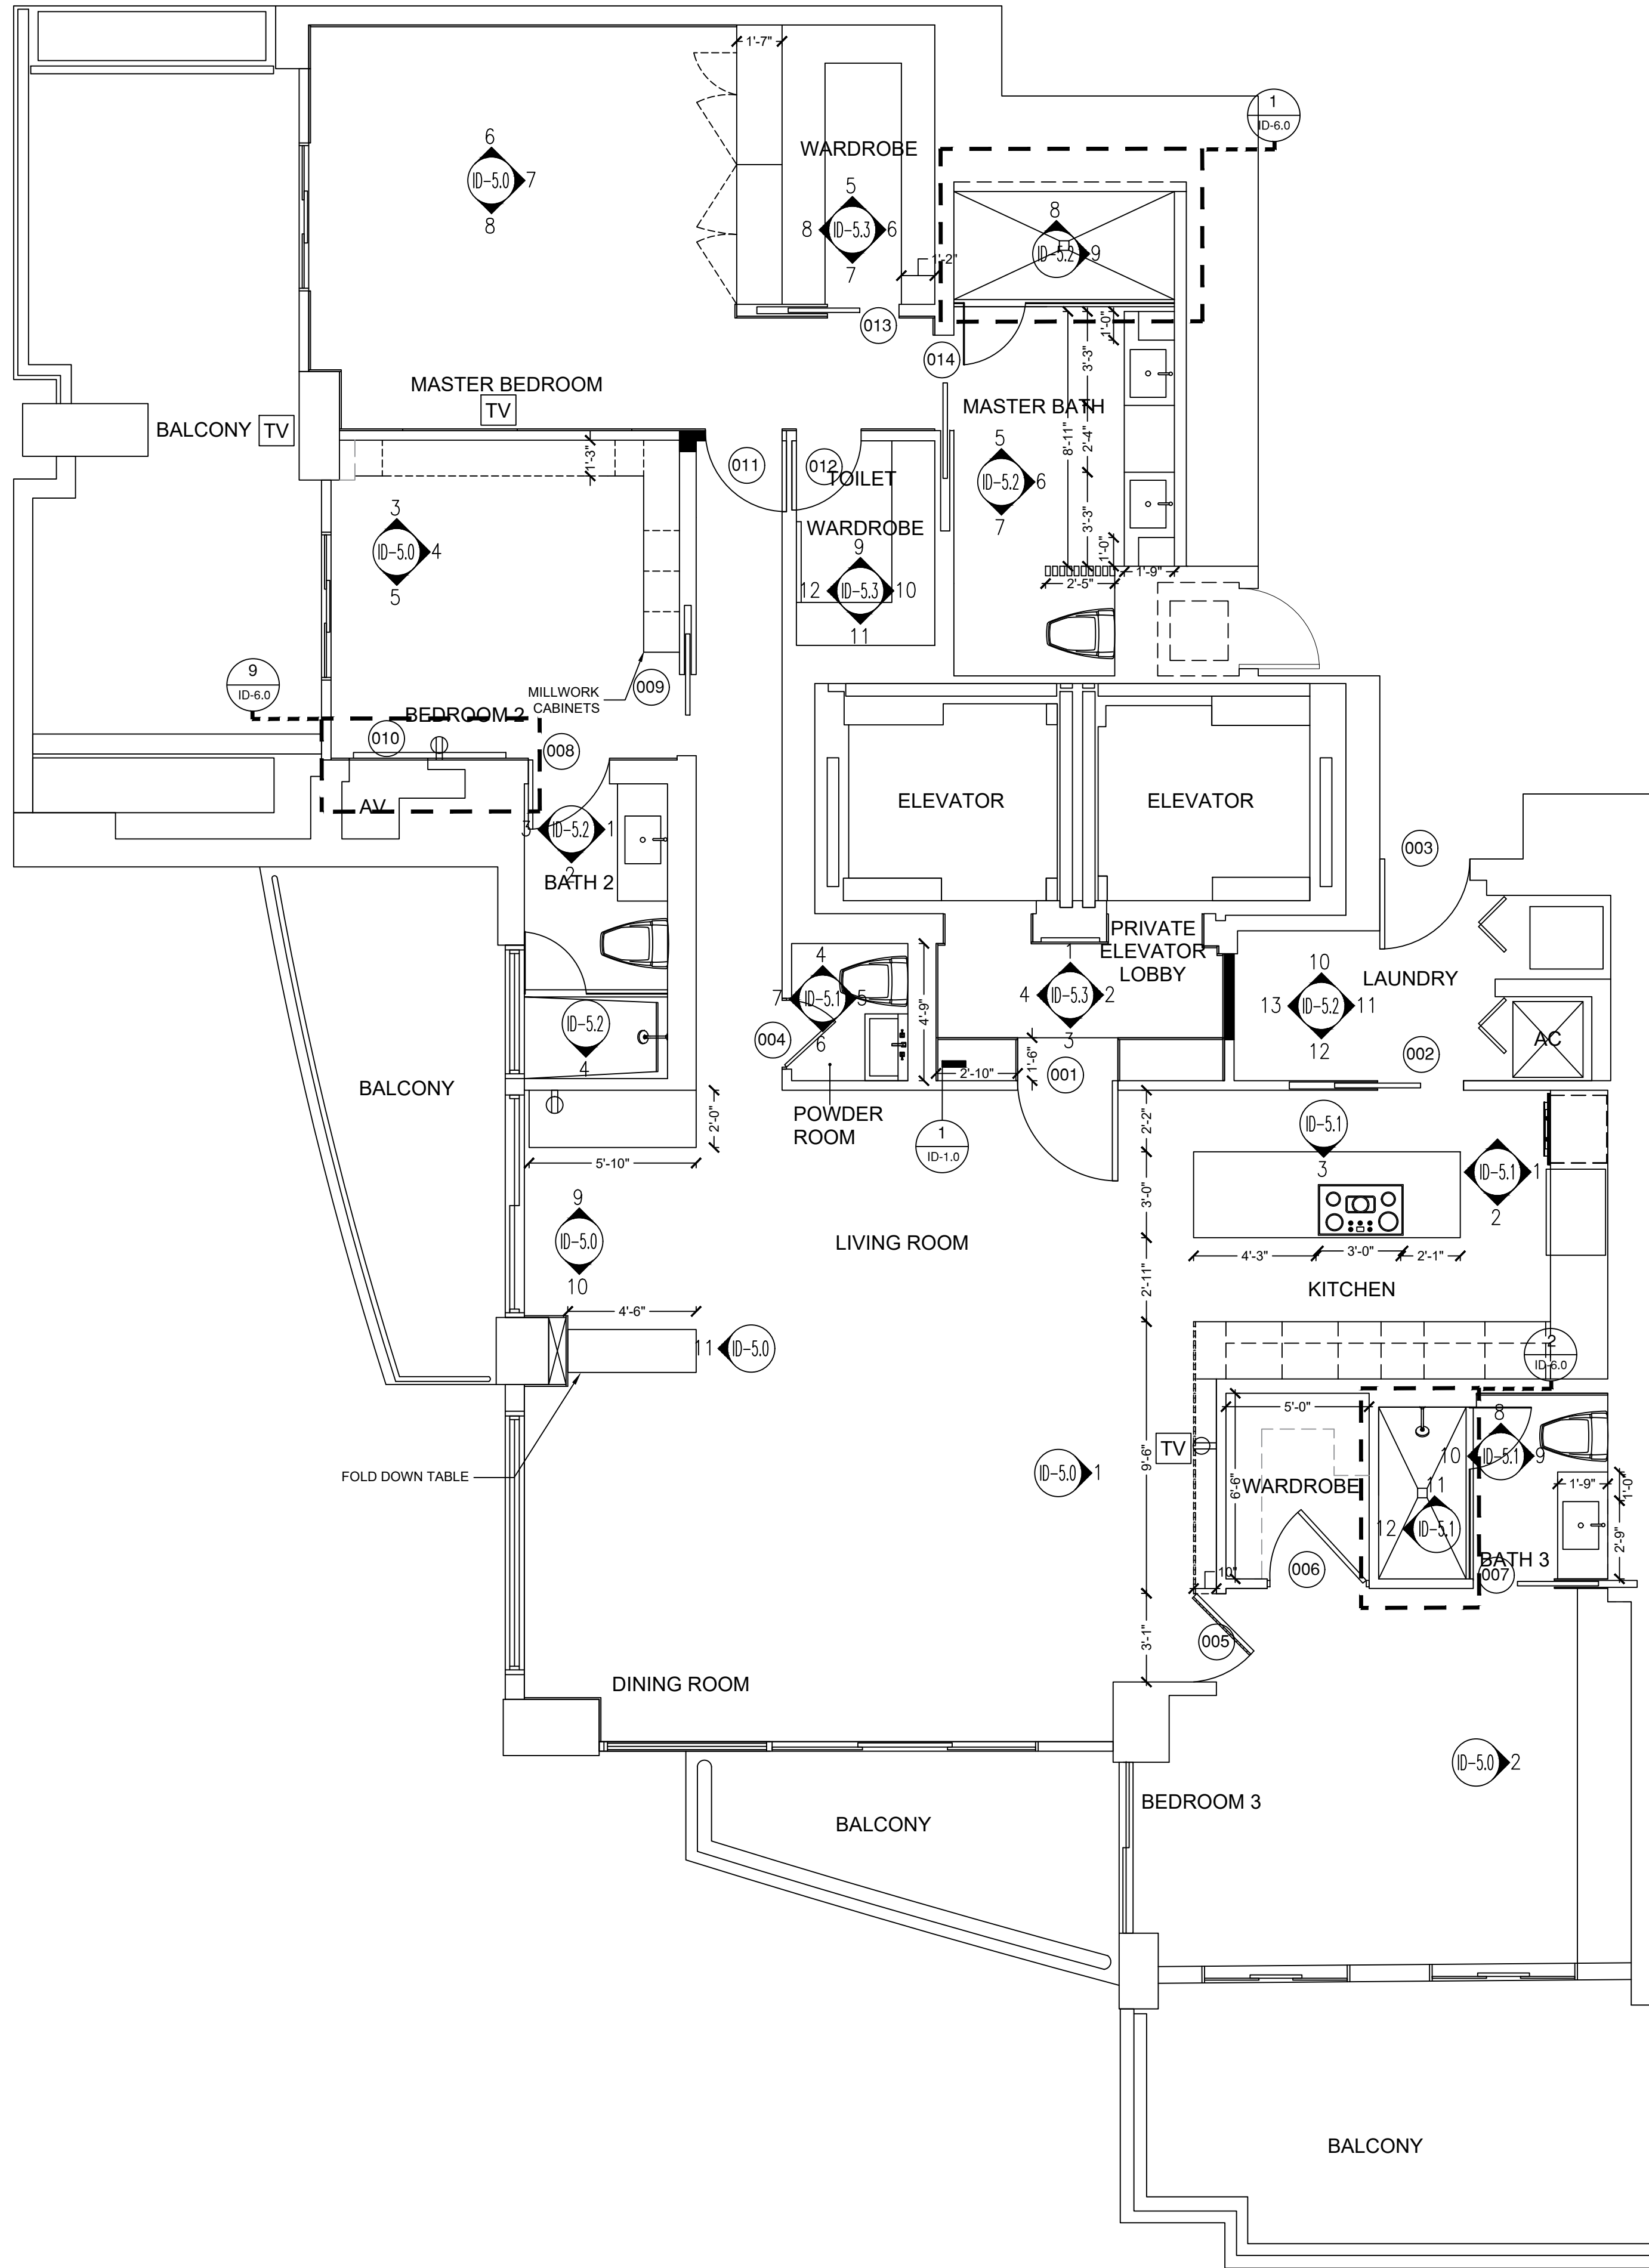 1'-7"
1
ID-6.0
WARDROBE
6
ID-5.0
7
8
5
8
ID-5.3
6
7
8
ID-5.2
9
1'-2"
013
014
1'-0"
3'-3"
MASTER BEDROOM
TV
MASTER BATH
BALCONY
TV
8'-11"
2'-4"
1'-3"
011
012
TOILET
5
ID-5.2
6
7
3
ID-5.0
4
5
WARDROBE
9
12
ID-5.3
10
11
3'-3"
1'-0"
2'-5"
1'-9"
9
ID-6.0
MILLWORK
CABINETS
009
BEDROOM 2
010
008
AV
ELEVATOR
ELEVATOR
3
ID-5.2
1
2
BATH 2
003
PRIVATE
ELEVATOR
LOBBY
1
4
ID-5.3
2
3
LAUNDRY
10
13
ID-5.2
11
12
4
7
ID-5.1
5
6
4'-9"
004
ID-5.2
4
AC
002
1'-6"
2'-10"
001
BALCONY
POWDER
ROOM
1
ID-1.0
2'-0"
5'-10"
2'-2"
ID-5.1
3
ID-5.1
1
2
3'-0"
9
ID-5.0
10
LIVING ROOM
4'-3"
3'-0"
2'-1"
2'-11"
KITCHEN
4'-6"
11
ID-5.0
2
ID-6.0
5'-0"
8
10
ID-5.1
9
TV
FOLD DOWN TABLE
ID-5.0
1
9'-6"
6'-6"
WARDROBE
11
12
ID-5.1
1'-9"
1'-0"
2'-9"
BATH 3
006
007
10"
005
3'-1"
DINING ROOM
ID-5.0
2
BEDROOM 3
BALCONY
BALCONY